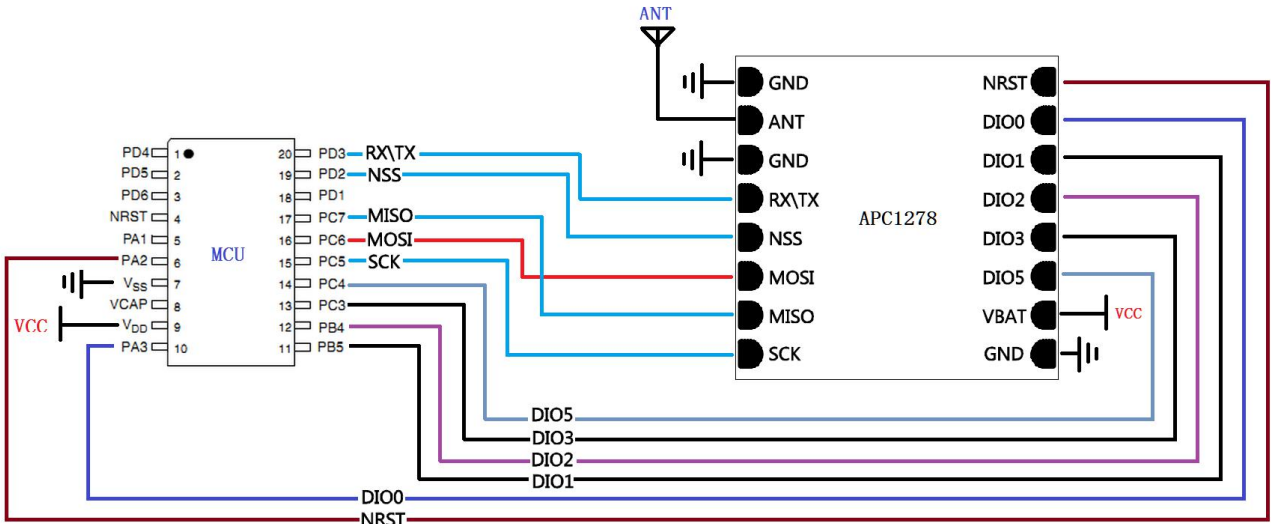 ANT
GND
NRST
ANT
DIO0
GND
DIO1
RX\TX
DIO2
APC1278
NSS
DIO3
MOSI
DIO5
MISO
VBAT
VCC
SCK
GND
PD4 1 20 PD3 RX\TX
PD5 2 19 PD2 NSS
PD6 3 18 PD1
NRST 4 17 PC7 MISO
PA1 5 16 PC6 MOSI
MCU
PA2 6 15 PC5 SCK
VSS 7 14 PC4
VCAP 8 13 PC3
VCC
VDD 9 12 PB4
PA3 10 11 PB5
DIO5
DIO3
DIO2
DIO1
DIO0
NRST